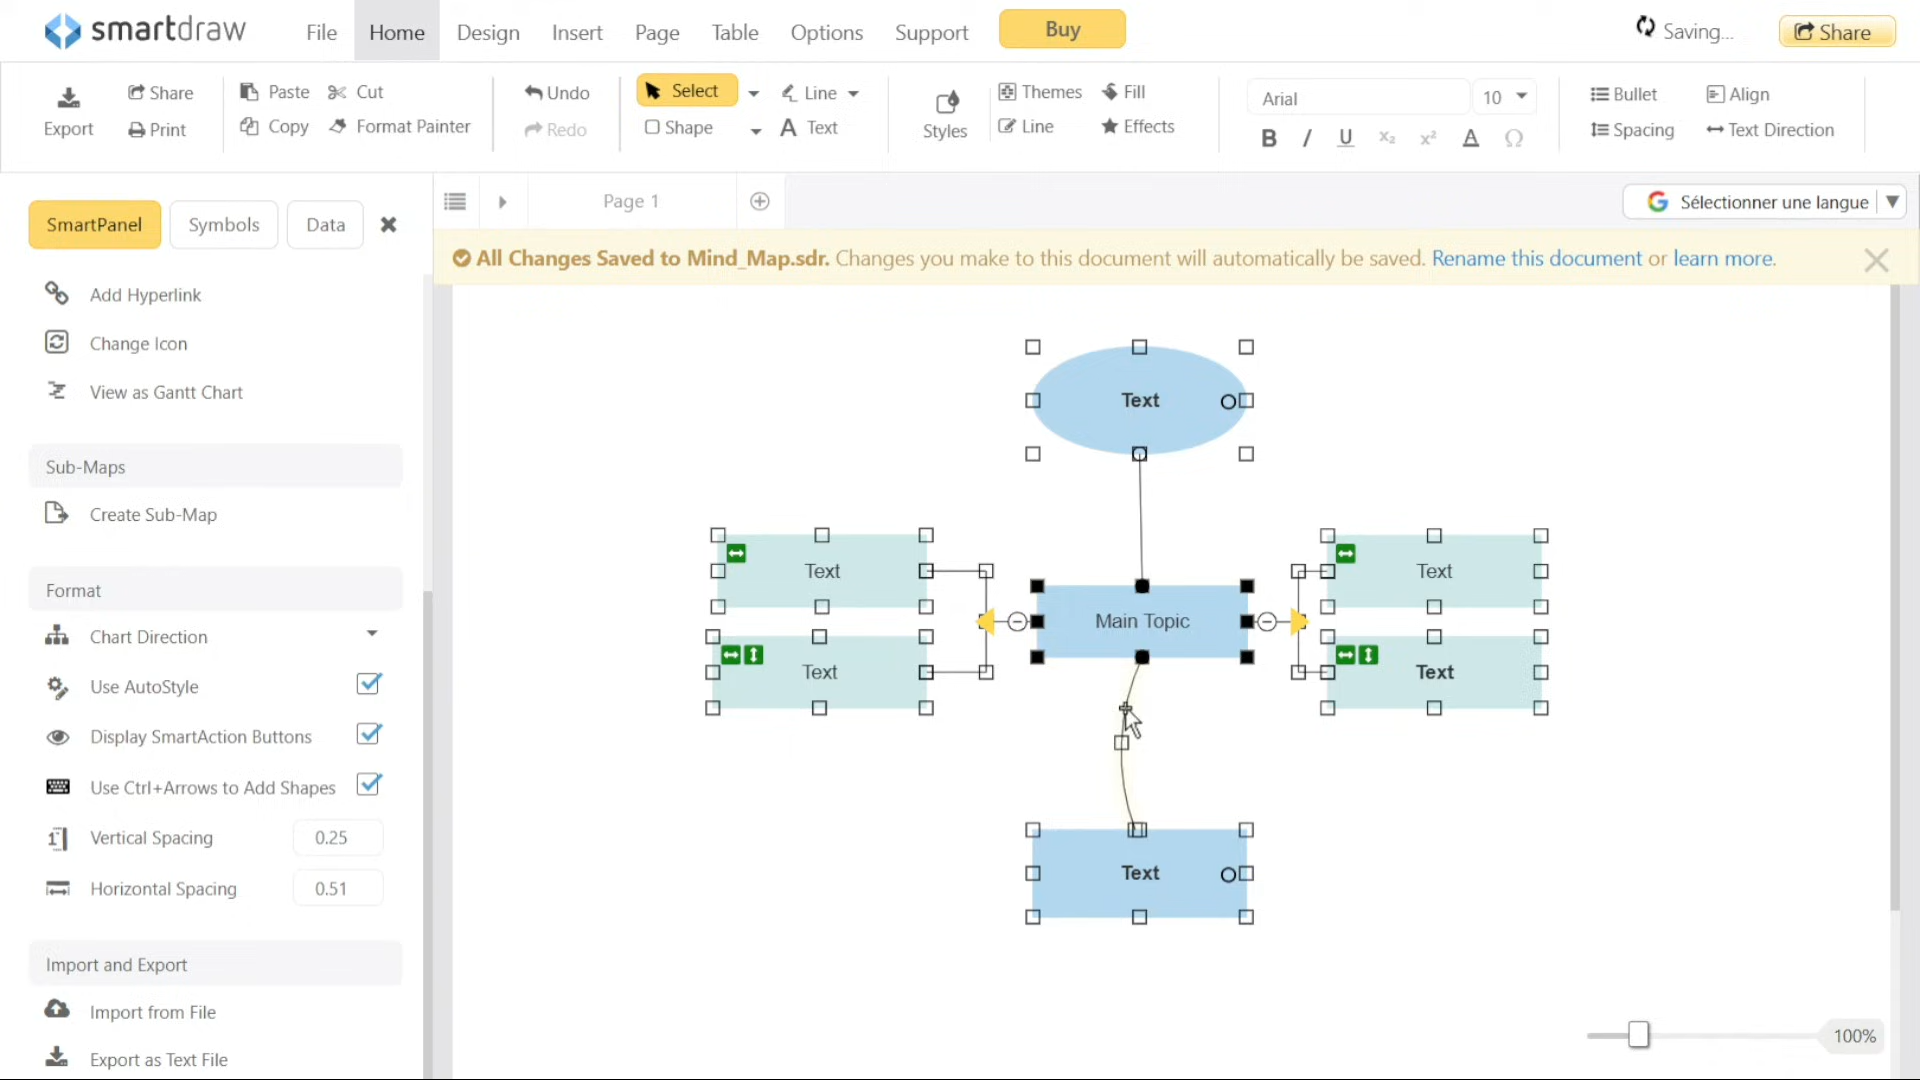 smartdraw
File Home Design Insert Page Table Options Support Buy
Saving...
Share
Export
Share
Print
Paste Cut
Copy Format Painter
Undo
Redo
Select
Line
Shape
Text
Styles
Themes Fill
Line Effects
Arial 10
B I U X₂ X² A Ω
Bullet Align
Spacing Text Direction
SmartPanel Symbols Data
Page 1
Sélectionner une langue
All Changes Saved to Mind_Map.sdr. Changes you make to this document will automatically be saved. Rename this document or learn more.
Add Hyperlink
Change Icon
View as Gantt Chart
Sub-Maps
Create Sub-Map
Format
Chart Direction
Use AutoStyle
Display SmartAction Buttons
Use Ctrl+Arrows to Add Shapes
Vertical Spacing 0.25
Horizontal Spacing 0.51
Import and Export
Import from File
Export as Text File
Text
Text
Text
Main Topic
Text
Text
Text
100%